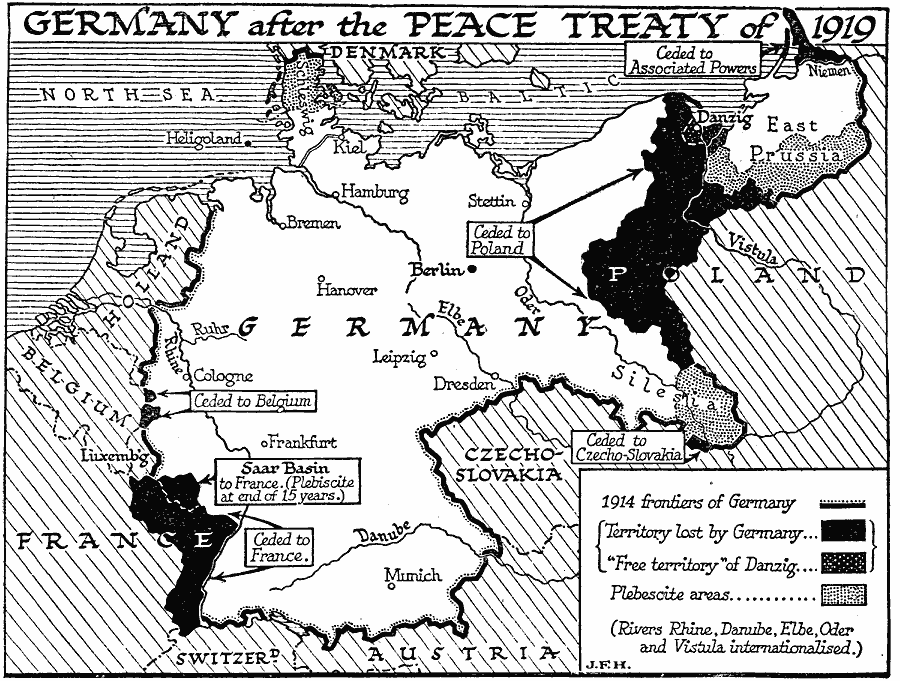 GERMANY after the PEACE TREATY of 1919
DENMARK
Ceded to
Associated Powers
Niemen
NORTH SEA
BALTIC
Schleswig
Danzig
East
Prussia
Heligoland
Kiel
Hamburg
Stettin
Bremen
HOLLAND
Ceded to
Poland
Vistula
Berlin
POLAND
Hanover
Oder
Elbe
Ruhr
GERMANY
Rhine
Leipzig
BELGIUM
Cologne
Dresden
Silesia
Ceded to Belgium
Luxemb'g
Frankfurt
Ceded to
Czecho-Slovakia
CZECHO-
SLOVAKIA
Saar Basin
to France. (Plebiscite
at end of 15 years.)
FRANCE
Ceded to
France.
Danube
Munich
SWITZERD.
AUSTRIA
1914 frontiers of Germany
Territory lost by Germany...
"Free territory" of Danzig....
Plebescite areas...........
(Rivers Rhine, Danube, Elbe, Oder
and Vistula internationalised.)
J.F.H.